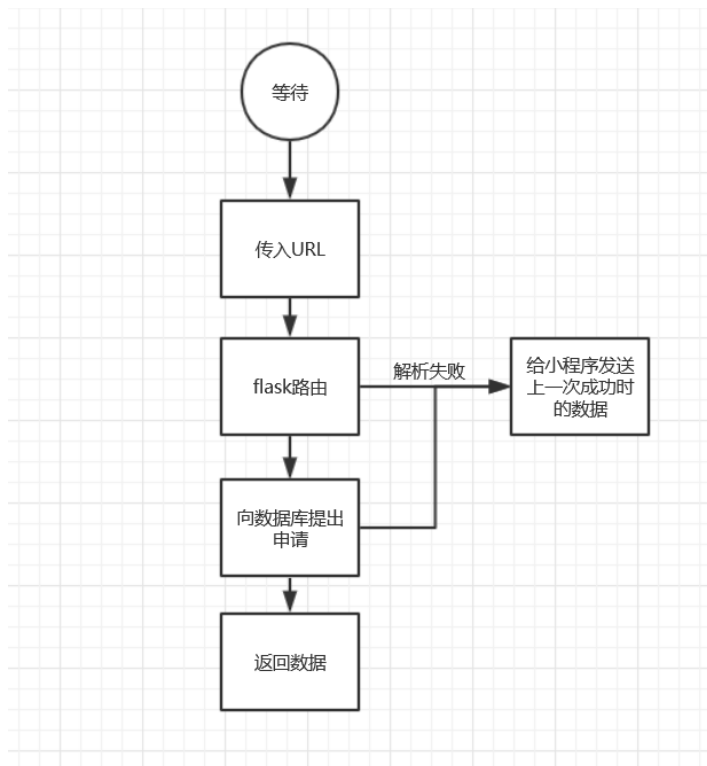 等待
传入URL
flask路由
解析失败
给小程序发送
上一次成功时
的数据
向数据库提出
申请
返回数据